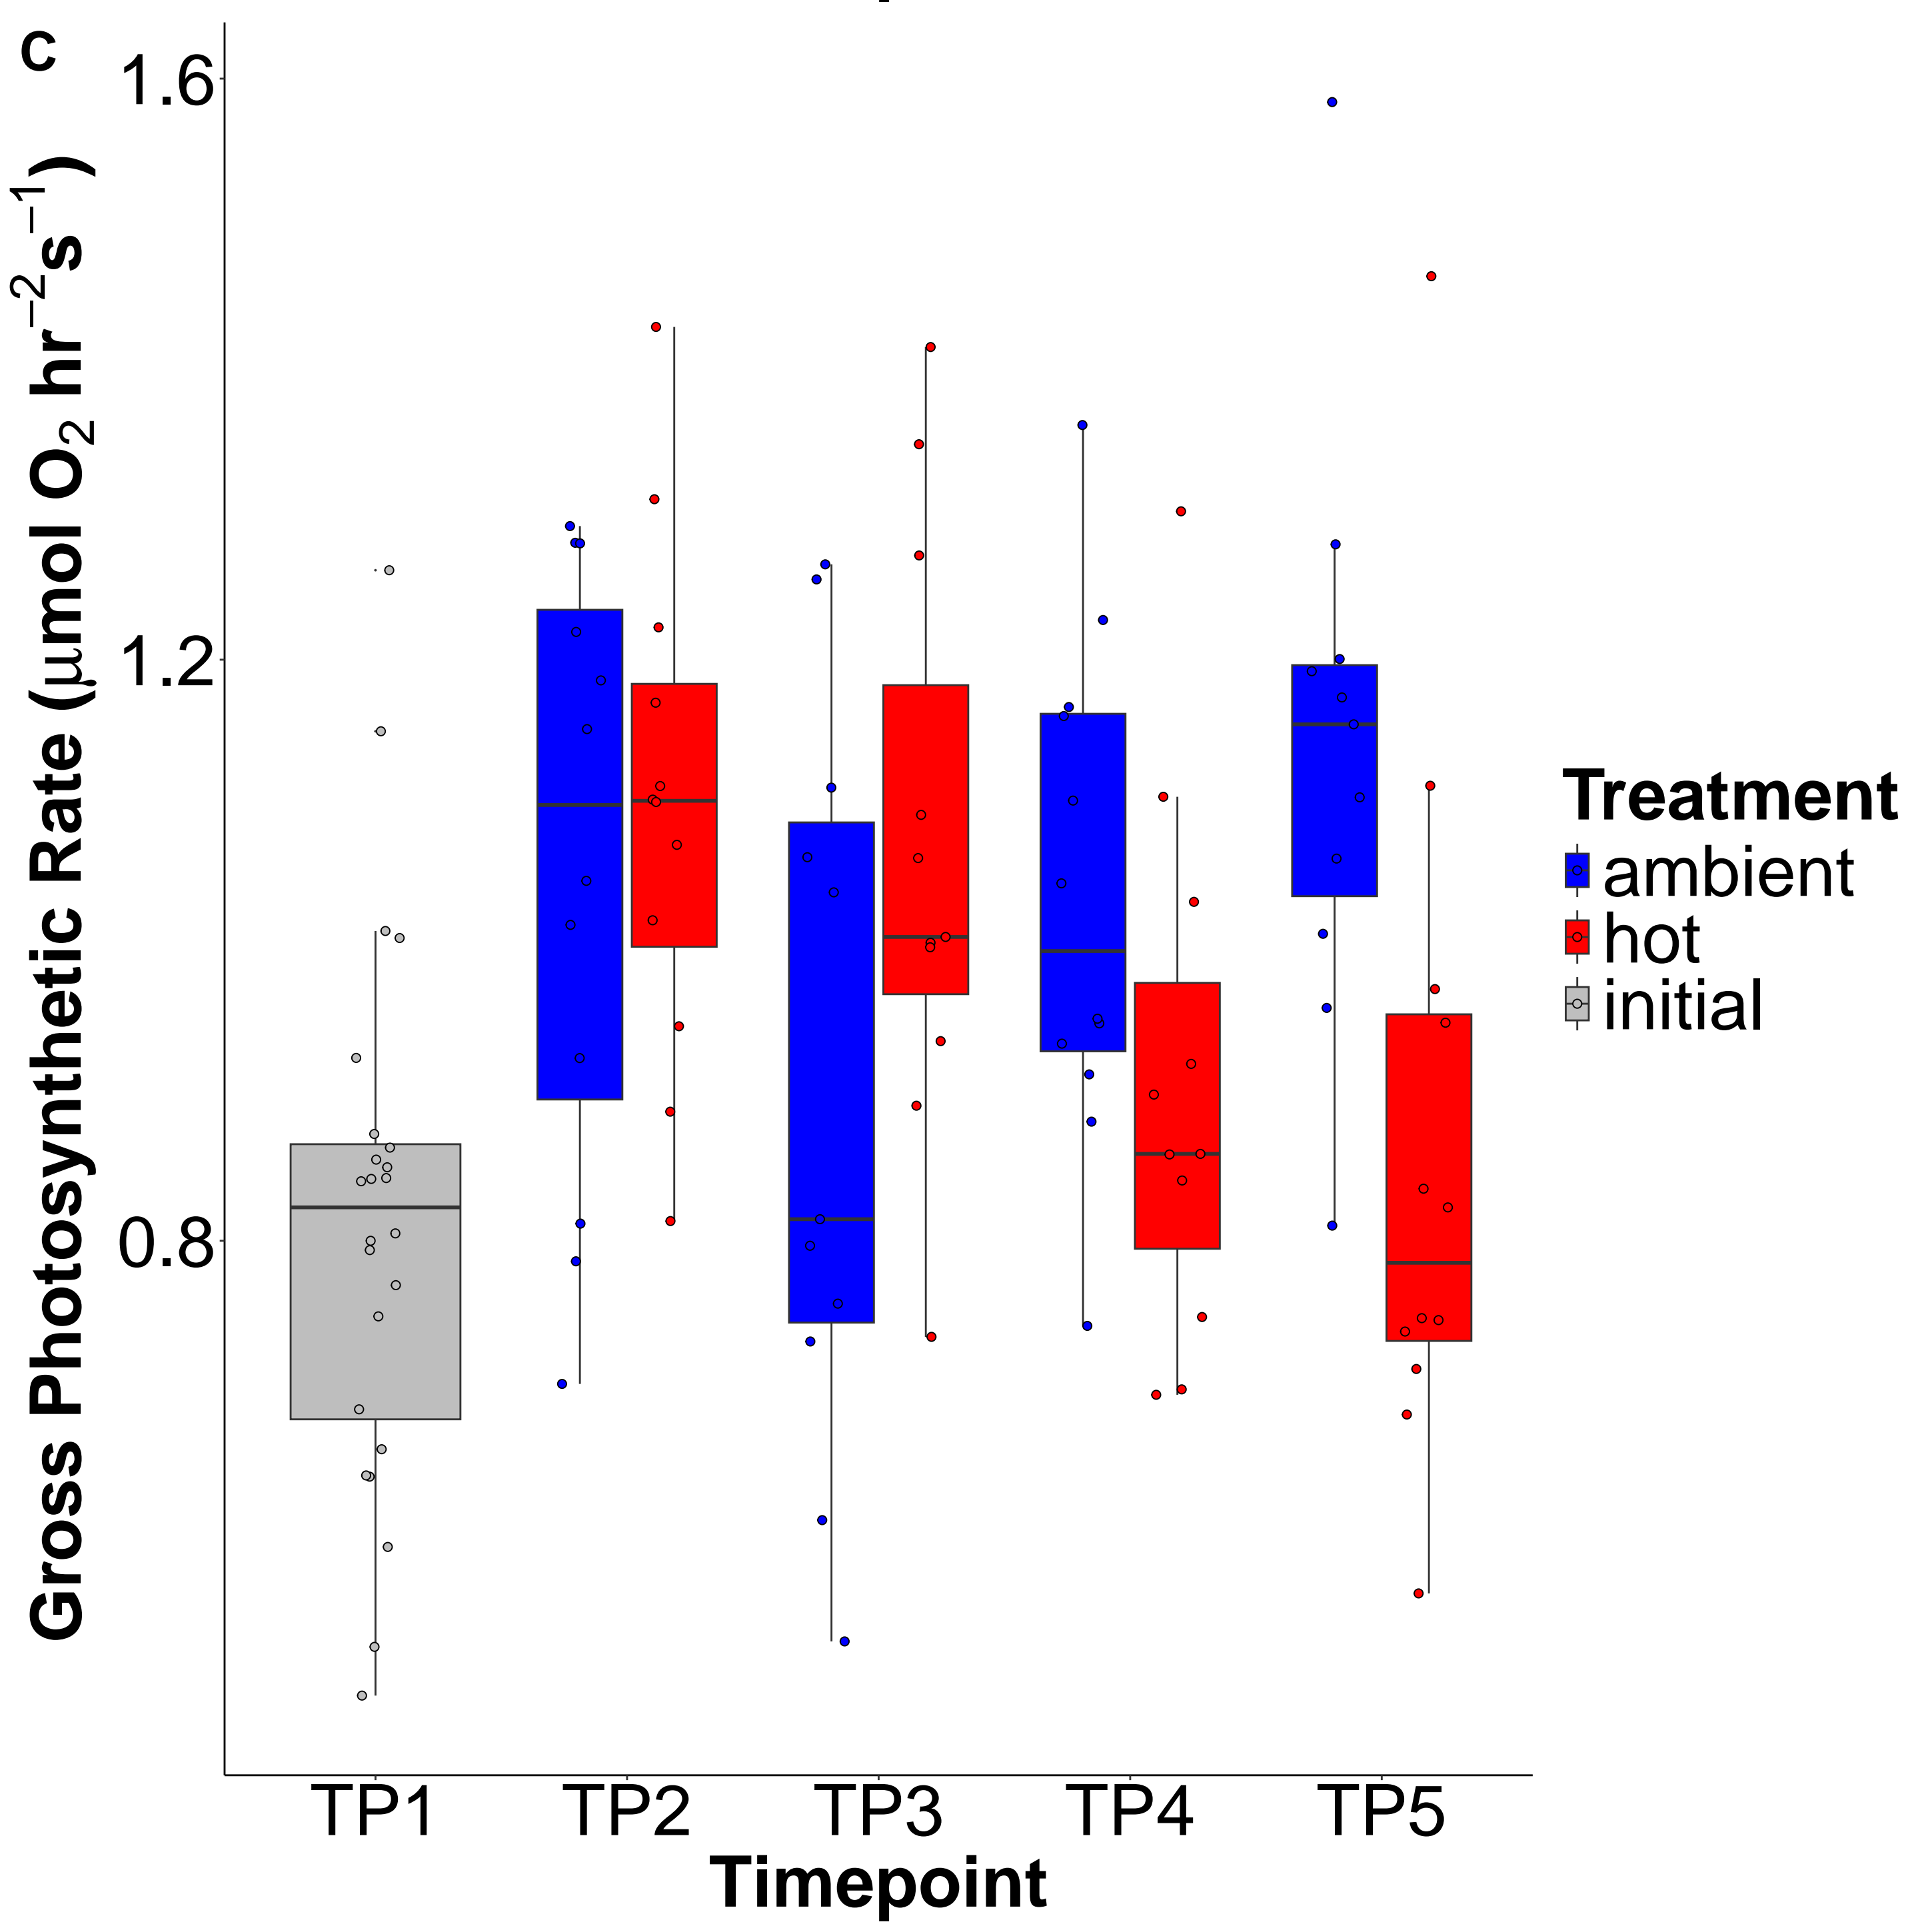 C
Gross Photosynthetic Rate (μmol O₂ hr⁻²s⁻¹)
1.6
1.2
0.8
TP1 TP2 TP3 TP4 TP5
Timepoint
Treatment
ambient
hot
initial